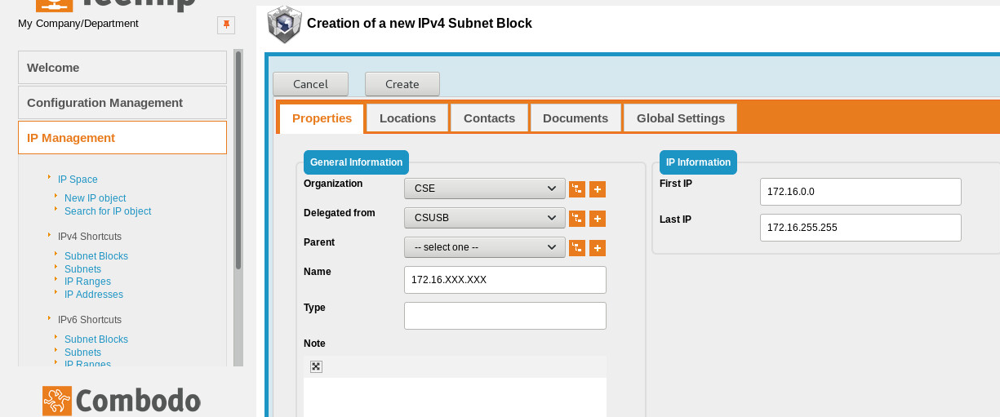 TeemIp
My Company/Department
Creation of a new IPv4 Subnet Block
Welcome
Configuration Management
IP Management
IP Space
New IP object
Search for IP object
IPv4 Shortcuts
Subnet Blocks
Subnets
IP Ranges
IP Addresses
IPv6 Shortcuts
Subnet Blocks
Subnets
IP Ranges
Combodo
Cancel Create
Properties Locations Contacts Documents Global Settings
General Information
Organization CSE
Delegated from CSUSB
Parent -- select one --
Name 172.16.XXX.XXX
Type
Note
IP Information
First IP 172.16.0.0
Last IP 172.16.255.255